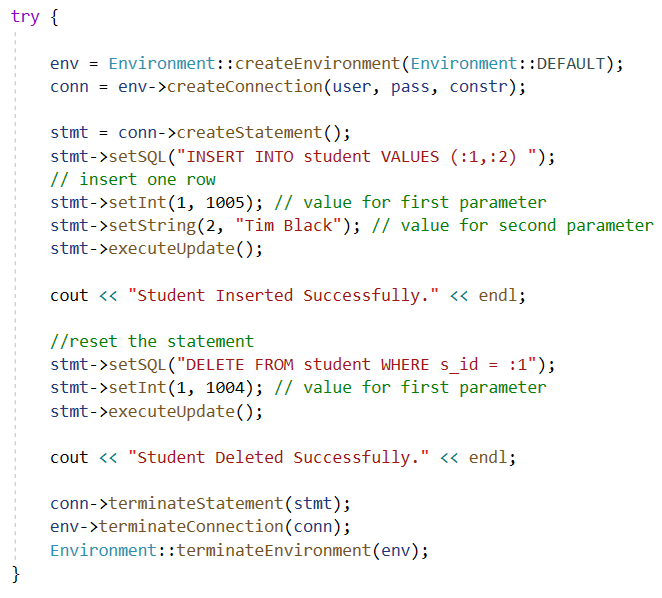 try {
env = Environment::createEnvironment(Environment::DEFAULT);
conn = env->createConnection(user, pass, constr);
stmt = conn->createStatement();
stmt->setSQL("INSERT INTO student VALUES (:1,:2) ");
// insert one row
stmt->setInt(1, 1005); // value for first parameter
stmt->setString(2, "Tim Black"); // value for second parameter
stmt->executeUpdate();
cout << "Student Inserted Successfully." << endl;
//reset the statement
stmt->setSQL("DELETE FROM student WHERE s_id = :1");
stmt->setInt(1, 1004); // value for first parameter
stmt->executeUpdate();
cout << "Student Deleted Successfully." << endl;
conn->terminateStatement(stmt);
env->terminateConnection(conn);
Environment::terminateEnvironment(env);
}